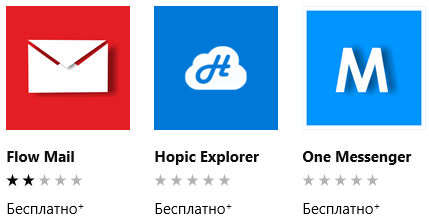 H
M
Flow Mail
Hopic Explorer
One Messenger
Бесплатно⁺
Бесплатно⁺
Бесплатно⁺